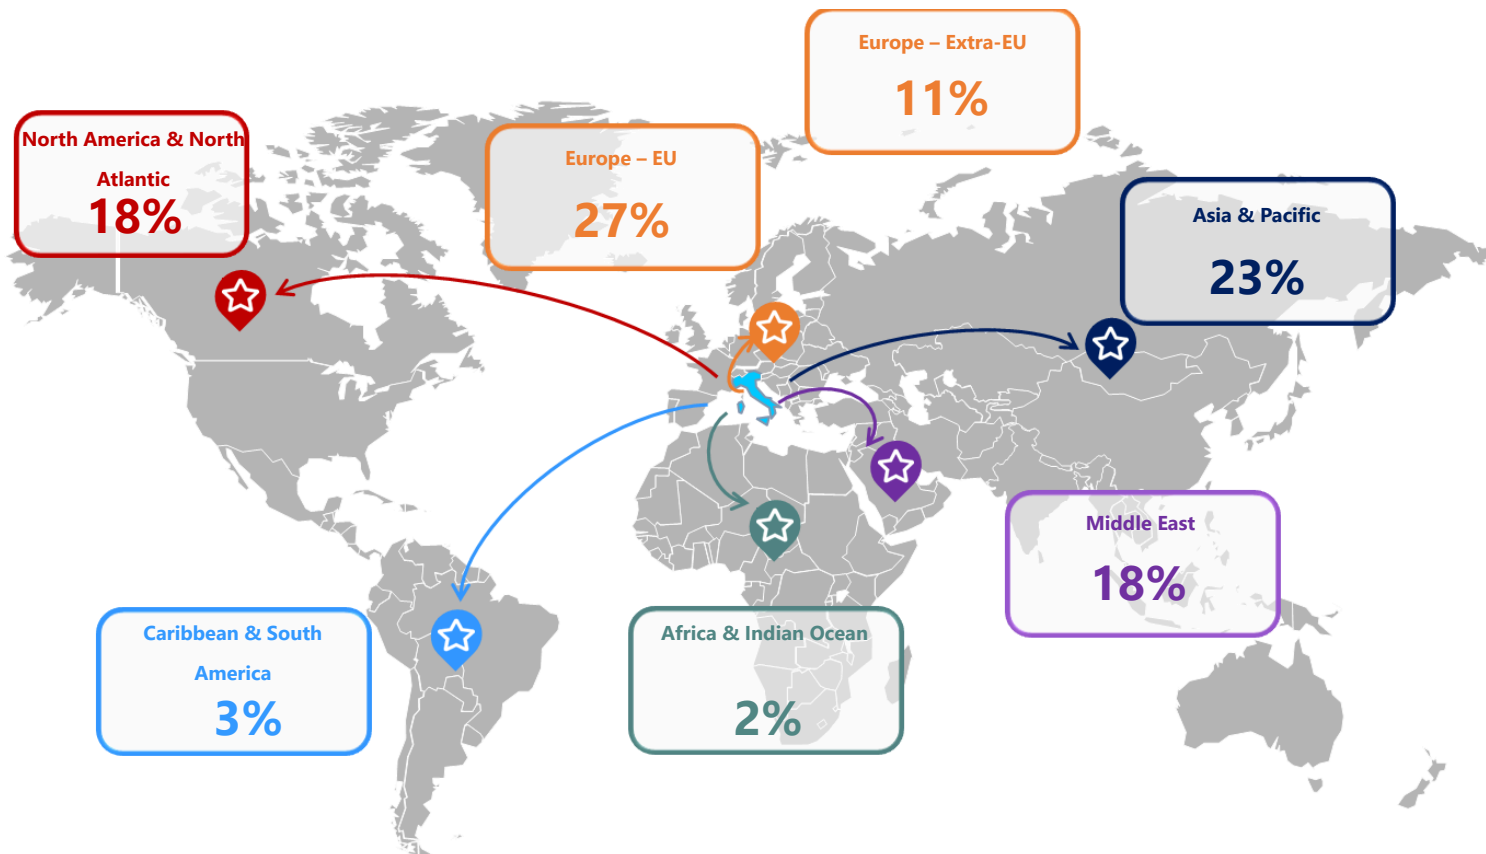 Europe – Extra-EU
11%
North America & North
Atlantic
18%
Europe – EU
27%
Asia & Pacific
23%
Middle East
18%
Caribbean & South
America
3%
Africa & Indian Ocean
2%